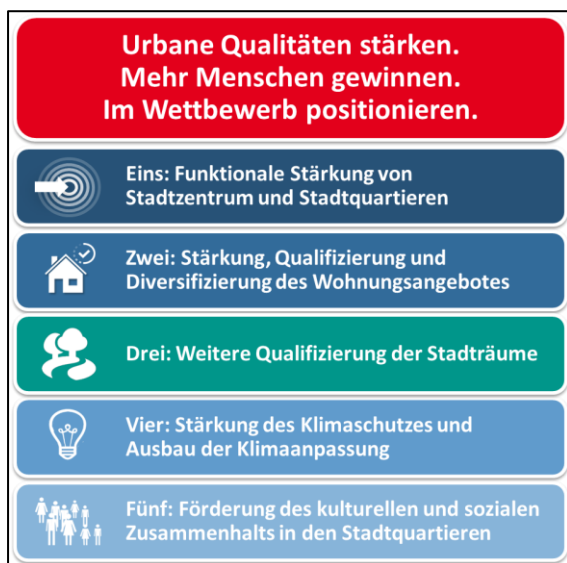 Urbane Qualitäten stärken.
Mehr Menschen gewinnen.
Im Wettbewerb positionieren.
Eins: Funktionale Stärkung von
Stadtzentrum und Stadtquartieren
Zwei: Stärkung, Qualifizierung und
Diversifizierung des Wohnungsangebotes
Drei: Weitere Qualifizierung der Stadträume
Vier: Stärkung des Klimaschutzes und
Ausbau der Klimaanpassung
Fünf: Förderung des kulturellen und sozialen
Zusammenhalts in den Stadtquartieren